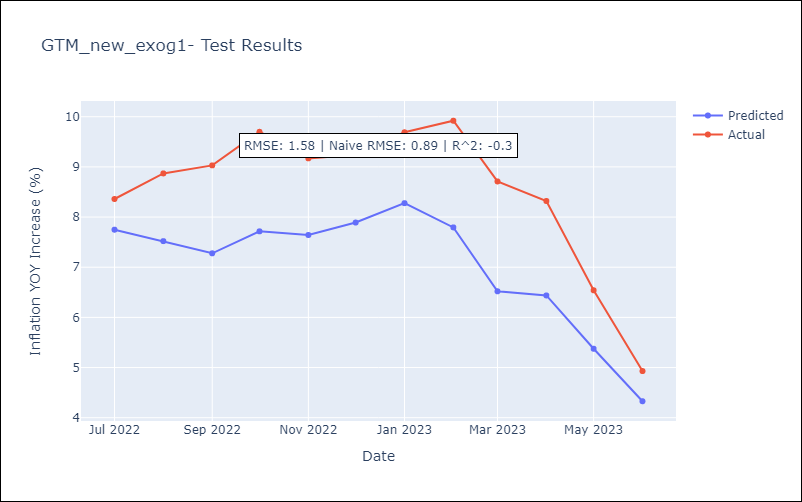 GTM_new_exog1- Test Results
Predicted
Actual
RMSE: 1.58 | Naive RMSE: 0.89 | R^2: -0.3
Inflation YOY Increase (%)
10
9
8
7
6
5
4
Jul 2022 Sep 2022 Nov 2022 Jan 2023 Mar 2023 May 2023
Date